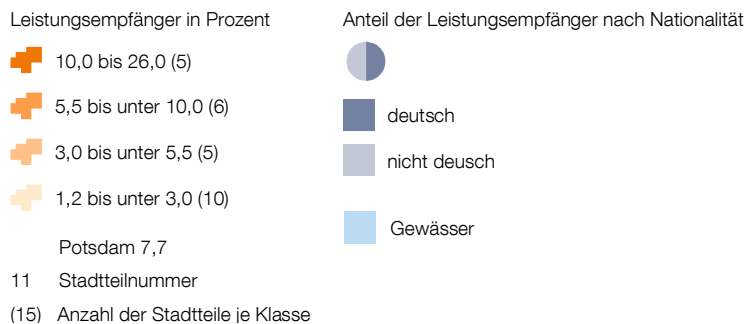 Leistungsempfänger in Prozent
10,0 bis 26,0 (5)
5,5 bis unter 10,0 (6)
3,0 bis unter 5,5 (5)
1,2 bis unter 3,0 (10)
Potsdam 7,7
11 Stadtteilnummer
(15) Anzahl der Stadtteile je Klasse
Anteil der Leistungsempfänger nach Nationalität
deutsch
nicht deusch
Gewässer